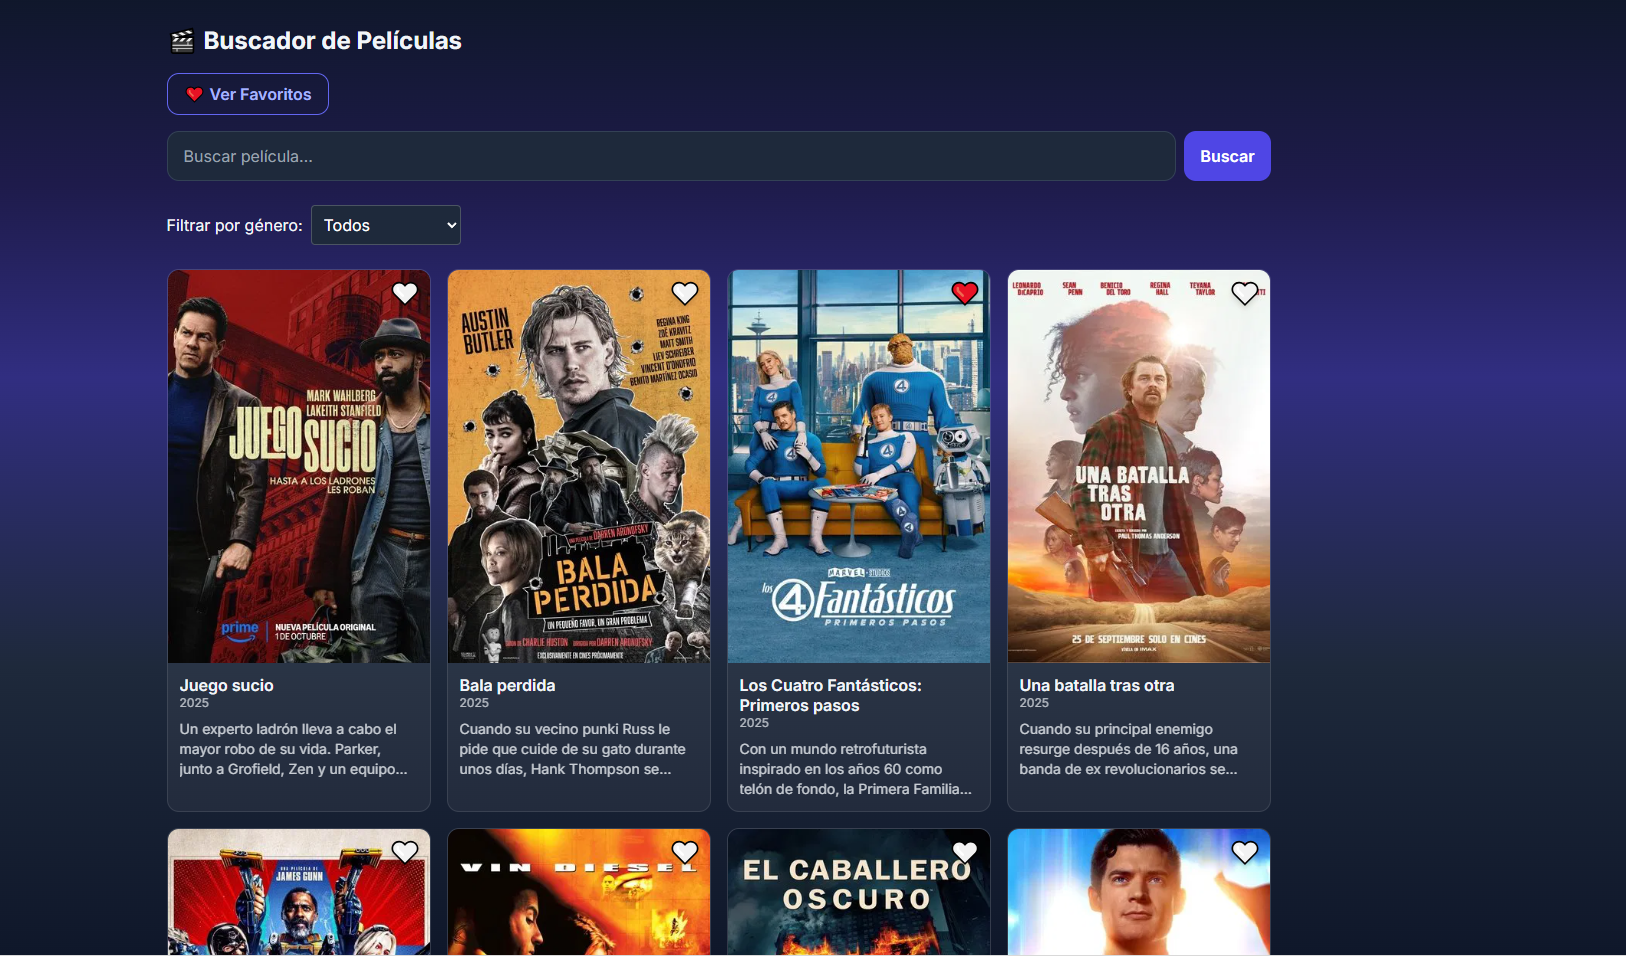 🎬 Buscador de Películas
❤️ Ver Favoritos
Buscar película...
Buscar
Filtrar por género:
Todos
MARK WAHLBERG
LAKEITH STANFIELD
JUEGO
SUCIO
HASTA A LOS LADRONES
LES ROBAN
prime
NUEVA PELÍCULA ORIGINAL
1 DE OCTUBRE
AUSTIN
BUTLER
REGINA KING
ZOË KRAVITZ
MATT SMITH
LIEV SCHREIBER
VINCENT D'ONOFRIO
BENITO MARTÍNEZ OCASIO
UNA PELÍCULA DE DARREN ARONOFSKY
BALA
PERDIDA
UN PEQUEÑO FAVOR, UN GRAN PROBLEMA
CHARLIE HUSTON
DARREN ARONOFSKY
EXCLUSIVAMENTE EN CINES PRÓXIMAMENTE
4
4
4
4
MARVEL STUDIOS
los 4 Fantásticos
PRIMEROS PASOS
LEONARDO
DiCAPRIO
SEAN
PENN
BENICIO
DEL TORO
REGINA
HALL
TEYANA
TAYLOR
UNA BATALLA
TRAS
OTRA
PAUL THOMAS ANDERSON
25 DE SEPTIEMBRE SOLO EN CINES
Juego sucio
2025
Un experto ladrón lleva a cabo el
mayor robo de su vida. Parker,
junto a Grofield, Zen y un equipo...
Bala perdida
2025
Cuando su vecino punki Russ le
pide que cuide de su gato durante
unos días, Hank Thompson se...
Los Cuatro Fantásticos:
Primeros pasos
2025
Con un mundo retrofuturista
inspirado en los años 60 como
telón de fondo, la Primera Familia...
Una batalla tras otra
2025
Cuando su principal enemigo
resurge después de 16 años, una
banda de ex revolucionarios se...
UNA PELÍCULA DE
JAMES GUNN
VIN DIESEL
EL CABALLERO
OSCURO